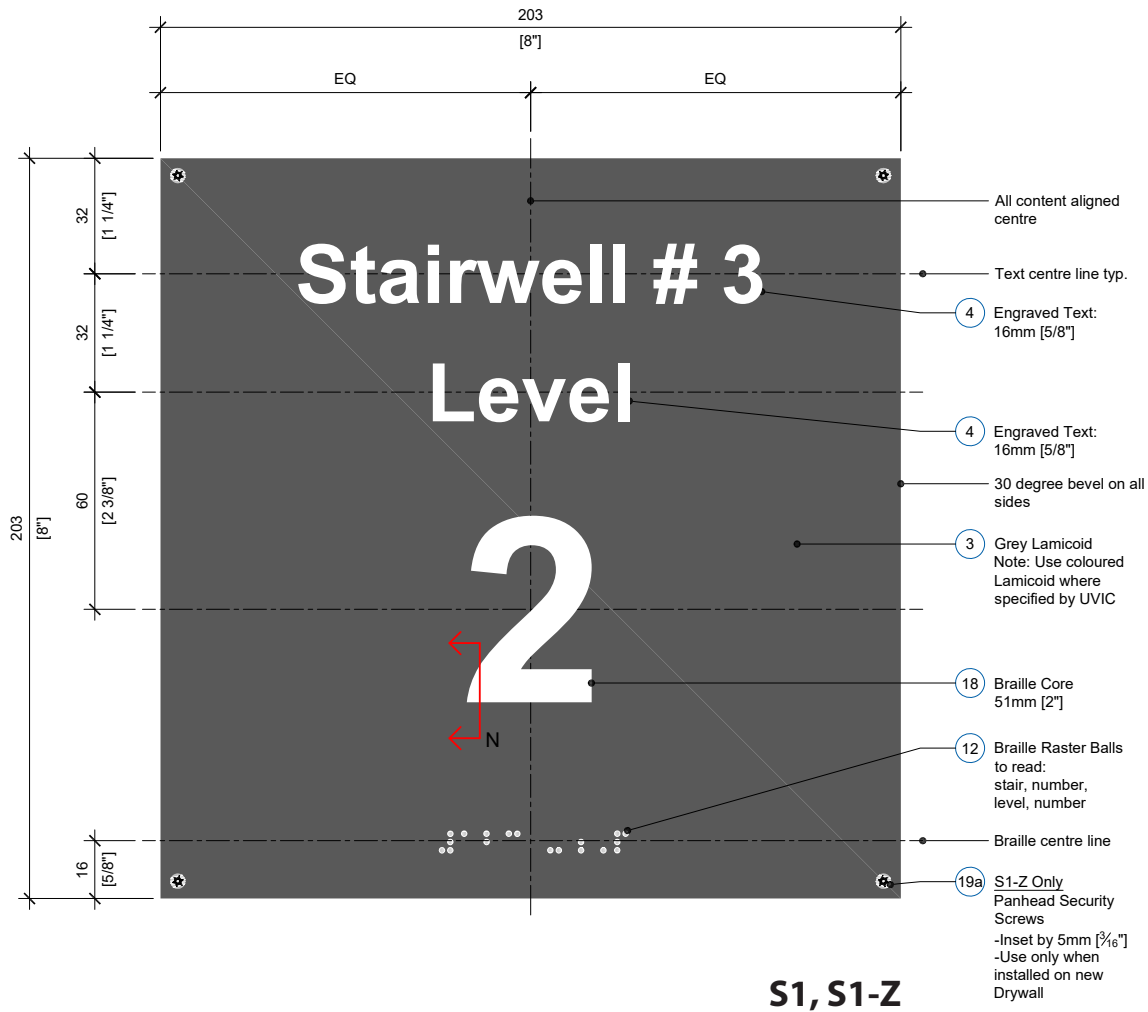 203
[8"]
EQ
EQ
32
[1 1/4"]
32
[1 1/4"]
60
[2 3/8"]
203
[8"]
16
[5/8"]
Stairwell # 3
Level
2
N
All content aligned
centre
Text centre line typ.
4
Engraved Text:
16mm [5/8"]
4
Engraved Text:
16mm [5/8"]
30 degree bevel on all
sides
3
Grey Lamicoid
Note: Use coloured
Lamicoid where
specified by UVIC
18
Braille Core
51mm [2"]
12
Braille Raster Balls
to read:
stair, number,
level, number
Braille centre line
19a
S1-Z Only
Panhead Security
Screws
-Inset by 5mm [3⁄16"]
-Use only when
installed on new
Drywall
S1, S1-Z